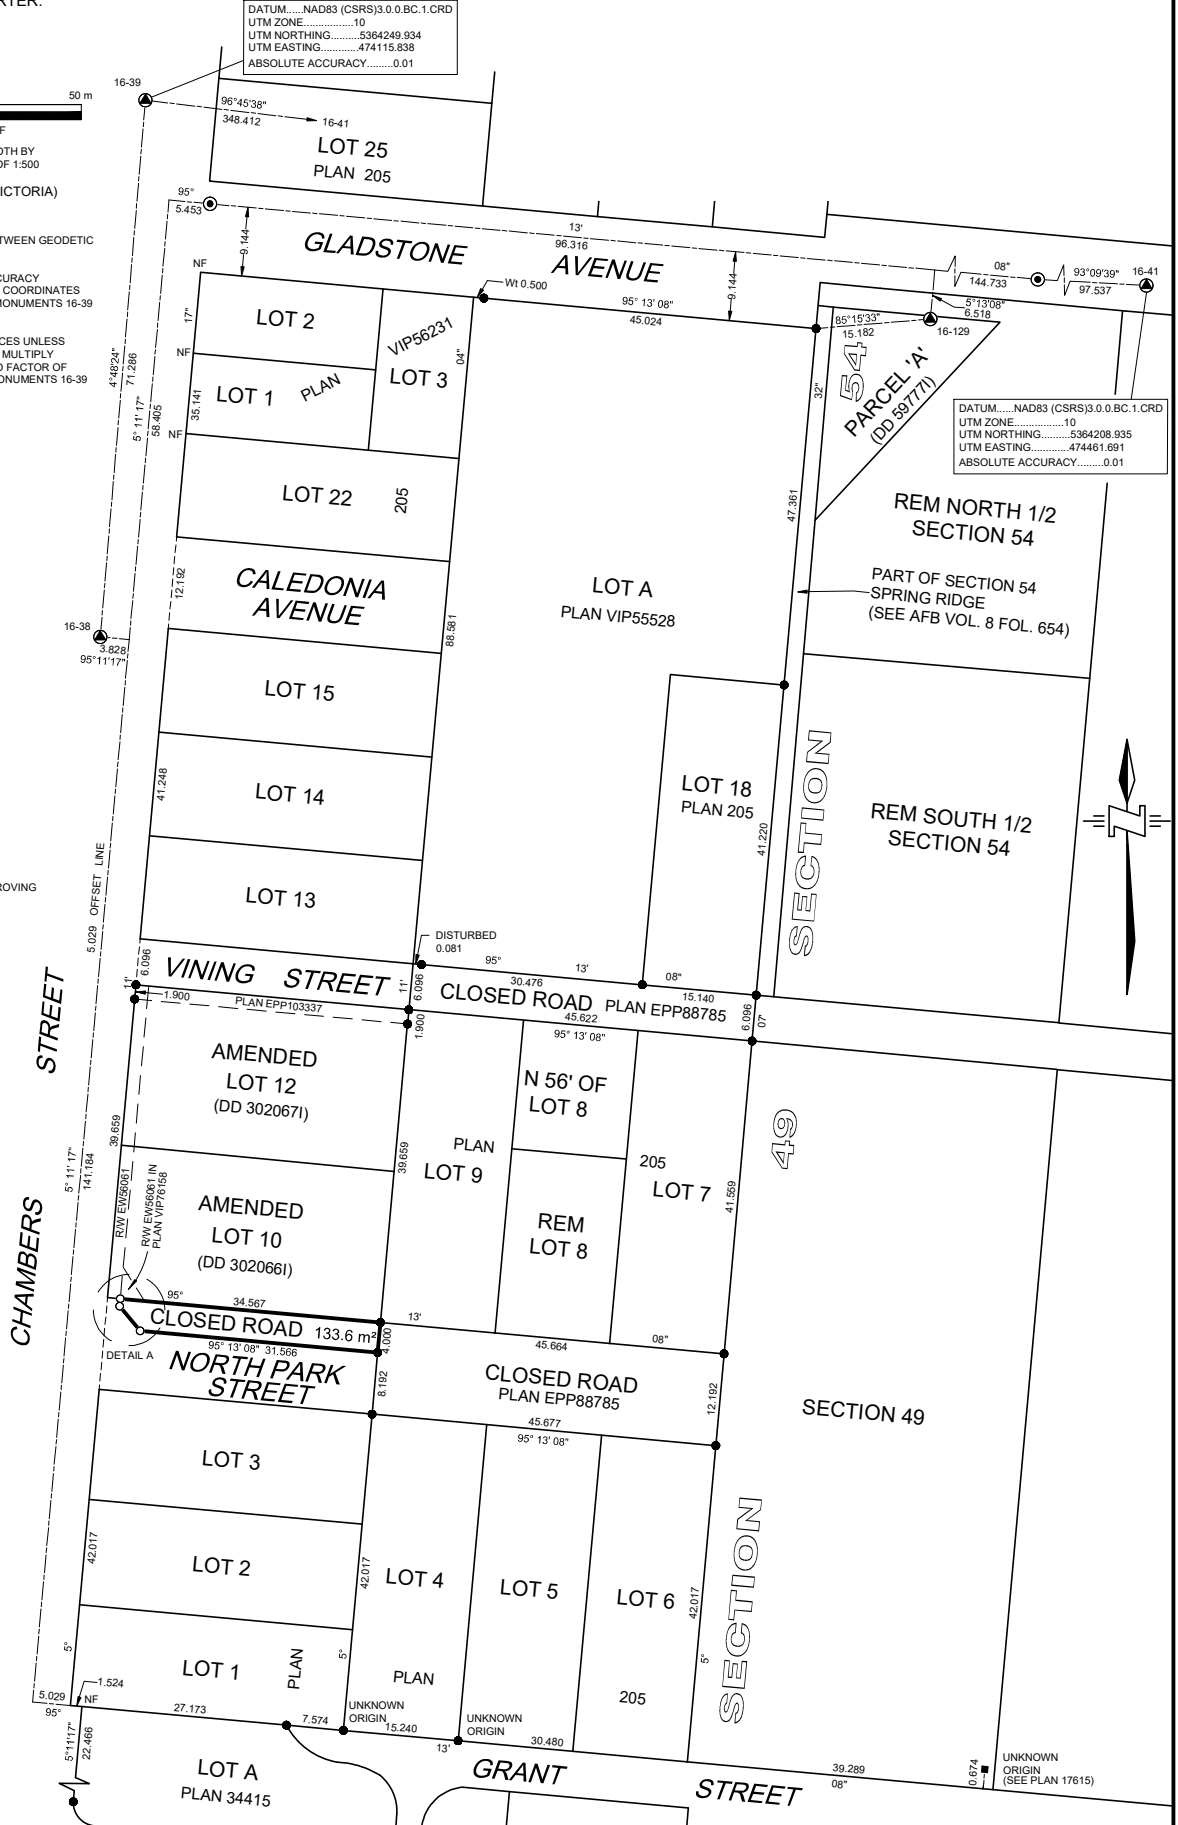 RTER.
DATUM.....NAD83 (CSRS)3.0.0.BC.1.CRD
UTM ZONE.................10
UTM NORTHING.........5364249.934
UTM EASTING............474115.838
ABSOLUTE ACCURACY.........0.01
16-39
50 m
F
OTH BY
OF 1:500
ICTORIA)
TWEEN GEODETIC
CURACY
COORDINATES
MONUMENTS 16-39
CES UNLESS
MULTIPLY
D FACTOR OF
ONUMENTS 16-39
96°45'38"
348.412
16-41
LOT 25
PLAN 205
95°
5.453
13'
96.316
9.144
GLADSTONE AVENUE
9.144
08"
144.733
93°09'39"
97.537
16-41
NF
Wt 0.500
95° 13' 08"
45.024
5°13'08"
6.518
85°15'33"
15.182
16-129
17"
LOT 2
VIP56231
04"
LOT 3
NF
LOT 1
PLAN
35.141
NF
4°48'24"
71.286
5° 11' 17"
58.405
32"
54
PARCEL 'A'
(DD 59777I)
DATUM.....NAD83 (CSRS)3.0.0.BC.1.CRD
UTM ZONE.................10
UTM NORTHING.........5364208.935
UTM EASTING............474461.691
ABSOLUTE ACCURACY.........0.01
LOT 22
205
47.361
REM NORTH 1/2
SECTION 54
12.192
CALEDONIA
AVENUE
LOT A
PLAN VIP55528
PART OF SECTION 54
SPRING RIDGE
(SEE AFB VOL. 8 FOL. 654)
16-38
3.828
95°11'17"
88.581
LOT 15
41.248
LOT 14
LOT 18
PLAN 205
41.220
SECTION
REM SOUTH 1/2
SECTION 54
N
ROVING
5.029 OFFSET LINE
LOT 13
DISTURBED
0.081
6.096
VINING STREET
11"
95° 13' 08"
30.476
15.140
11"
6.096
CLOSED ROAD PLAN EPP88785
45.622
95° 13' 08"
6.096
07"
1.900
PLAN EPP103337
1.900
STREET
AMENDED
LOT 12
(DD 302067I)
N 56' OF
LOT 8
49
39.659
39.659
PLAN
LOT 9
205
LOT 7
41.559
5° 11' 17"
141.184
R/W EW56061
R/W EW56061 IN
PLAN VIP76158
AMENDED
LOT 10
(DD 302066I)
REM
LOT 8
CHAMBERS
95°
34.567
13'
08"
CLOSED ROAD 133.6 m²
4.000
45.664
95° 13' 08" 31.566
DETAIL A
NORTH PARK
STREET
8.192
CLOSED ROAD
PLAN EPP88785
12.192
SECTION 49
45.677
95° 13' 08"
LOT 3
42.017
LOT 2
42.017
LOT 4
LOT 5
LOT 6
42.017
SECTION
5°
LOT 1
PLAN
5°
PLAN
205
5°
5.029
95°
1.524
NF
27.173
7.574
UNKNOWN
ORIGIN
15.240
13'
UNKNOWN
ORIGIN
30.480
5°11'17"
22.466
LOT A
PLAN 34415
GRANT STREET
39.289
08"
0.674
UNKNOWN
ORIGIN
(SEE PLAN 17615)